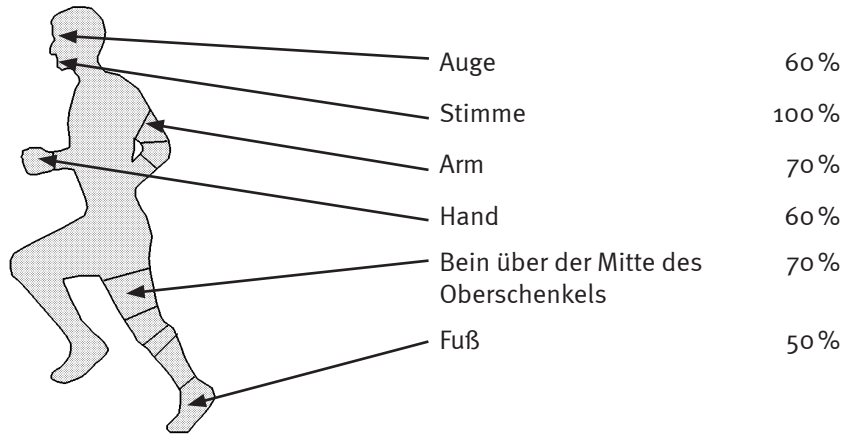 Auge 60 %
Stimme 100 %
Arm 70 %
Hand 60 %
Bein über der Mitte des 70 %
Oberschenkels
Fuß 50 %